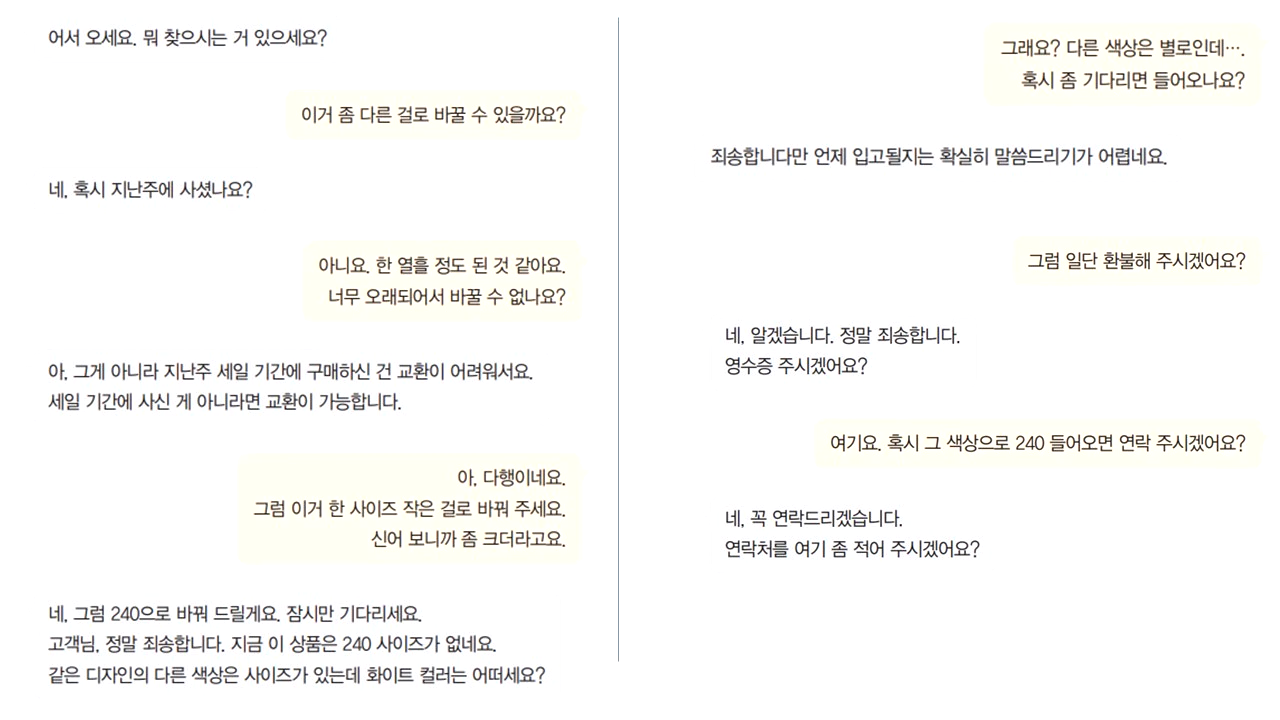 어서 오세요. 뭐 찾으시는 거 있으세요?
이거 좀 다른 걸로 바꿀 수 있을까요?
네, 혹시 지난주에 사셨나요?
아니요. 한 열흘 정도 된 것 같아요.
너무 오래되어서 바꿀 수 없나요?
아, 그게 아니라 지난주 세일 기간에 구매하신 건 교환이 어려워서요.
세일 기간에 사신 게 아니라면 교환이 가능합니다.
아, 다행이네요.
그럼 이거 한 사이즈 작은 걸로 바꿔 주세요.
신어 보니까 좀 크더라고요.
네, 그럼 240으로 바꿔 드릴게요. 잠시만 기다리세요.
고객님, 정말 죄송합니다. 지금 이 상품은 240 사이즈가 없네요.
같은 디자인의 다른 색상은 사이즈가 있는데 화이트 컬러는 어떠세요?
그래요? 다른 색상은 별로인데….
혹시 좀 기다리면 들어오나요?
죄송합니다만 언제 입고될지는 확실히 말씀드리기가 어렵네요.
그럼 일단 환불해 주시겠어요?
네, 알겠습니다. 정말 죄송합니다.
영수증 주시겠어요?
여기요. 혹시 그 색상으로 240 들어오면 연락 주시겠어요?
네, 꼭 연락드리겠습니다.
연락처를 여기 좀 적어 주시겠어요?